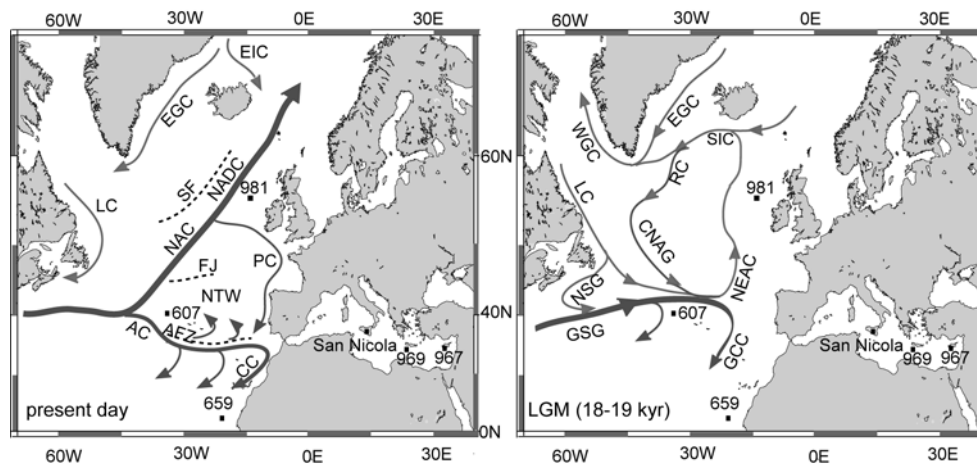 60W 30W 0E 30E
EIC
EGC
NADC
SF
981
LC
NAC
PC
FJ
NTW
607
AC
AFZ
San Nicola
969 967
CC
659
present day
60W 30W 0E 30E
60W 30W 0E 30E
EGC
WGC
SIC
60N
RC
LC
981
CNAG
NEAC
NSG
40N
607
GSG
San Nicola
969 967
GCC
659
LGM (18-19 kyr)
0N
60W 30W 0E 30E